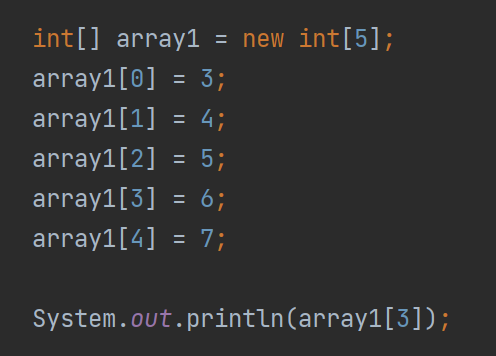 int[] array1 = new int[5];
array1[0] = 3;
array1[1] = 4;
array1[2] = 5;
array1[3] = 6;
array1[4] = 7;
System.out.println(array1[3]);